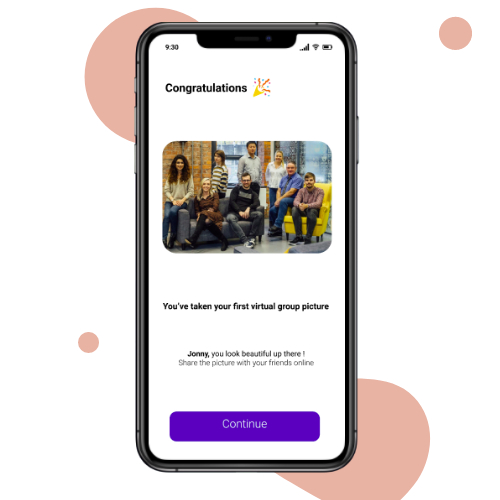 9:30
Congratulations
You've taken your first virtual group picture
Jonny, you look beautiful up there !
Share the picture with your friends online
Continue